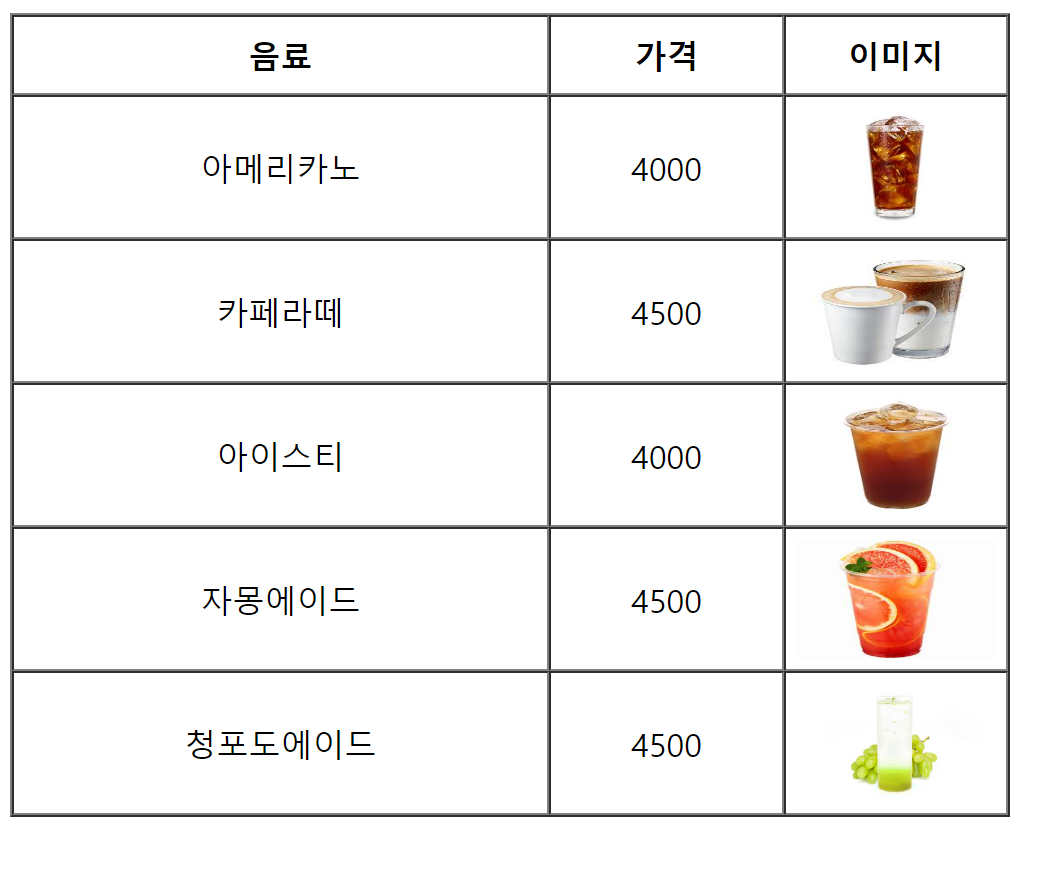 음료 가격 이미지
아메리카노 4000
카페라떼 4500
아이스티 4000
자몽에이드 4500
청포도에이드 4500